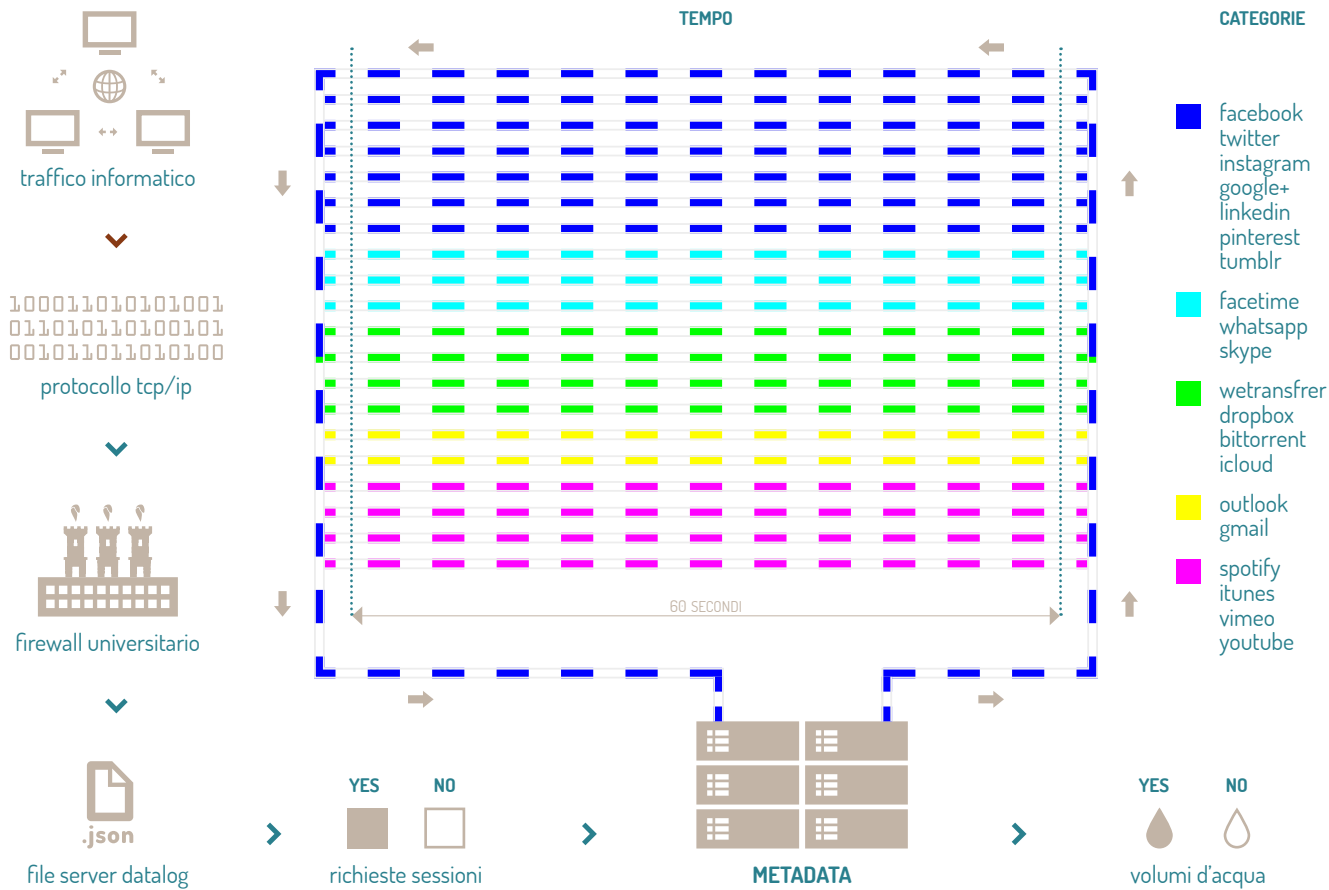 TEMPO
CATEGORIE
traffico informatico
100011010101001
0110101101100101
0010110110110100
protocollo tcp/ip
firewall universitario
.json
file server datalog
60 SECONDI
facebook
twitter
instagram
google+
linkedin
pinterest
tumblr
facetime
whatsapp
skype
wetransfrer
dropbox
bittorrent
icloud
outlook
gmail
spotify
itunes
vimeo
youtube
YES
NO
richieste sessioni
METADATA
YES
NO
volumi d'acqua